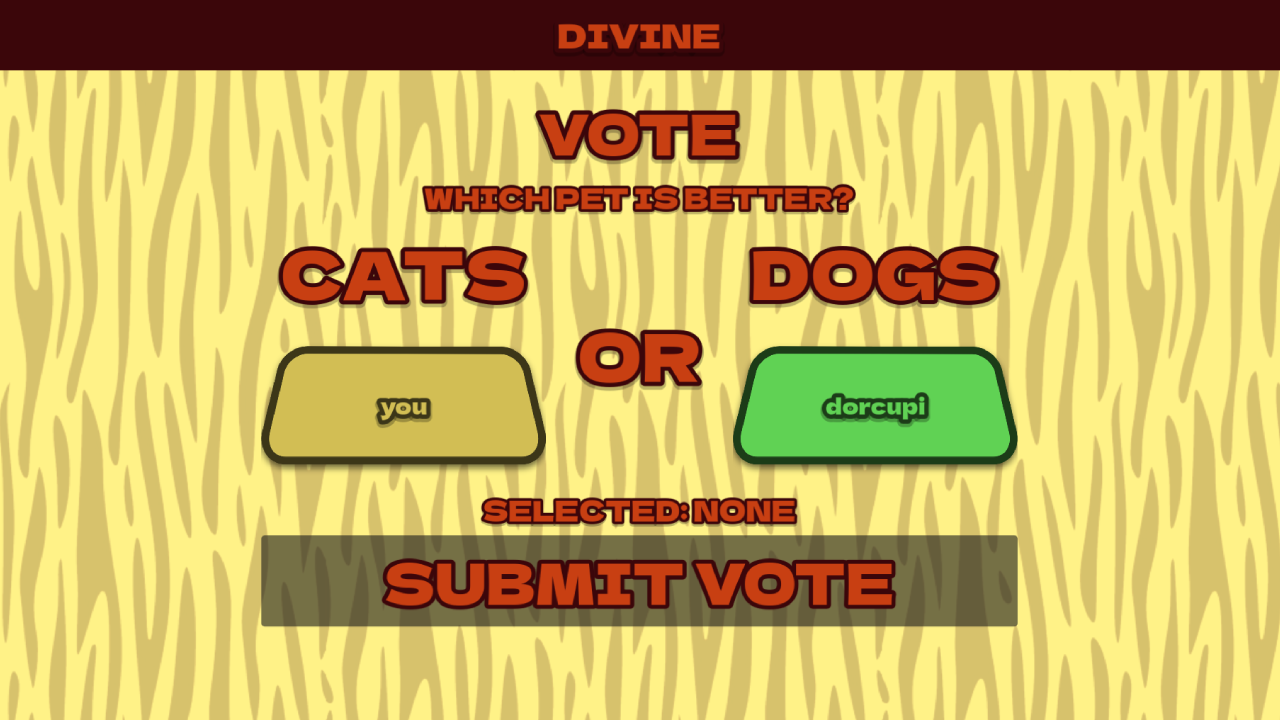 DIVINE
VOTE
WHICH PET IS BETTER?
CATS
DOGS
OR
you
dorcupi
SELECTED: NONE
SUBMIT VOTE